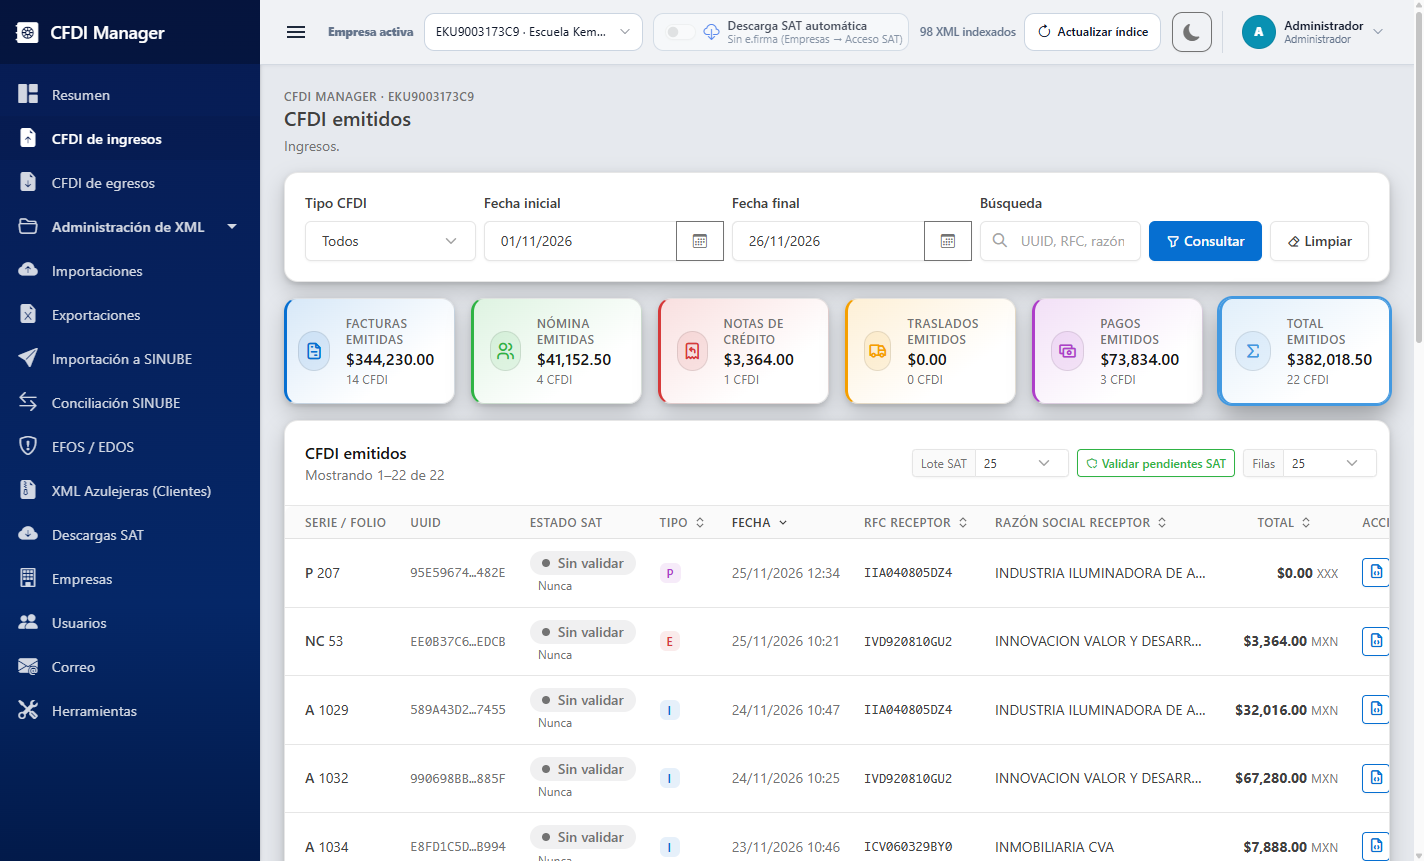 CFDI Manager
Empresa activa
EKU9003173C9 · Escuela Kem...
Descarga SAT automática
Sin e.firma (Empresas → Acceso SAT)
98 XML indexados
Actualizar índice
A
Administrador
Administrador
Resumen
CFDI de ingresos
CFDI de egresos
Administración de XML
Importaciones
Exportaciones
Importación a SINUBE
Conciliación SINUBE
EFOS / EDOS
XML Azulejeras (Clientes)
Descargas SAT
Empresas
Usuarios
Correo
Herramientas
CFDI MANAGER · EKU9003173C9
CFDI emitidos
Ingresos.
Tipo CFDI
Fecha inicial
Fecha final
Búsqueda
Todos
01/11/2026
26/11/2026
UUID, RFC, razón
Consultar
Limpiar
FACTURAS
EMITIDAS
$344,230.00
14 CFDI
NÓMINA
EMITIDAS
$41,152.50
4 CFDI
NOTAS DE
CRÉDITO
$3,364.00
1 CFDI
TRASLADOS
EMITIDOS
$0.00
0 CFDI
PAGOS
EMITIDOS
$73,834.00
3 CFDI
TOTAL
EMITIDOS
$382,018.50
22 CFDI
CFDI emitidos
Mostrando 1–22 de 22
Lote SAT 25
Validar pendientes SAT
Filas 25
SERIE / FOLIO UUID ESTADO SAT TIPO FECHA RFC RECEPTOR RAZÓN SOCIAL RECEPTOR TOTAL ACCI
P 207 95E59674…482E Sin validar P 25/11/2026 12:34 IIA040805DZ4 INDUSTRIA ILUMINADORA DE A... $0.00 XXX
Nunca
NC 53 EE0B37C6…EDCB Sin validar E 25/11/2026 10:21 IVD920810GU2 INNOVACION VALOR Y DESARR... $3,364.00 MXN
Nunca
A 1029 589A43D2…7455 Sin validar I 24/11/2026 10:47 IIA040805DZ4 INDUSTRIA ILUMINADORA DE A... $32,016.00 MXN
Nunca
A 1032 990698BB…885F Sin validar I 24/11/2026 10:25 IVD920810GU2 INNOVACION VALOR Y DESARR... $67,280.00 MXN
Nunca
A 1034 E8FD1C5D…B994 Sin validar I 23/11/2026 10:46 ICV060329BY0 INMOBILIARIA CVA $7,888.00 MXN
Nunca